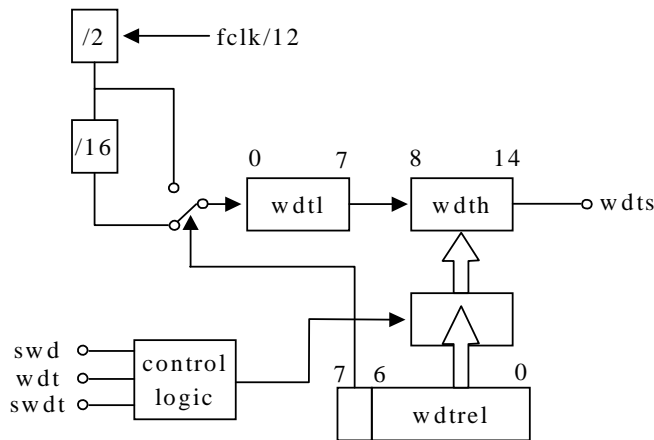 /2
fclk/12
/16
0 7 8 14
wdtl
wdth
wdts
swd
wdt
swdt
control
logic
7 6 0
wdtrel